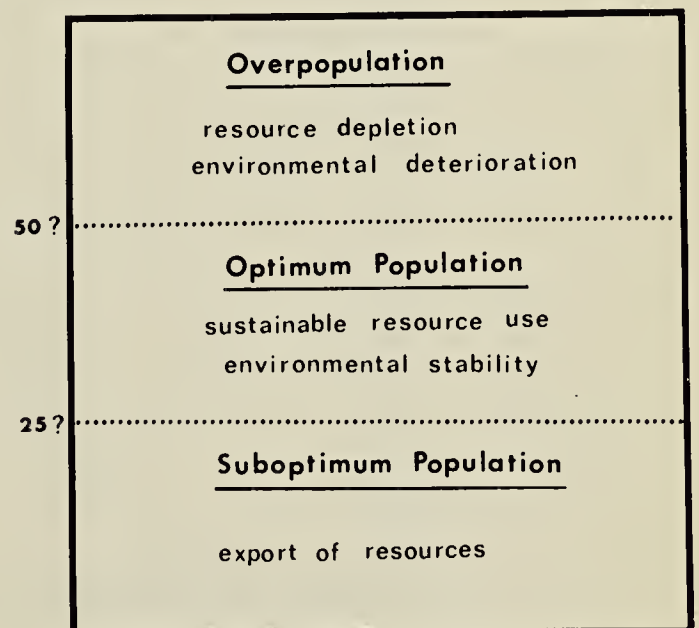 Overpopulation
resource depletion
environmental deterioration
50 ?
Optimum Population
sustainable resource use
environmental stability
25 ?
Suboptimum Population
export of resources